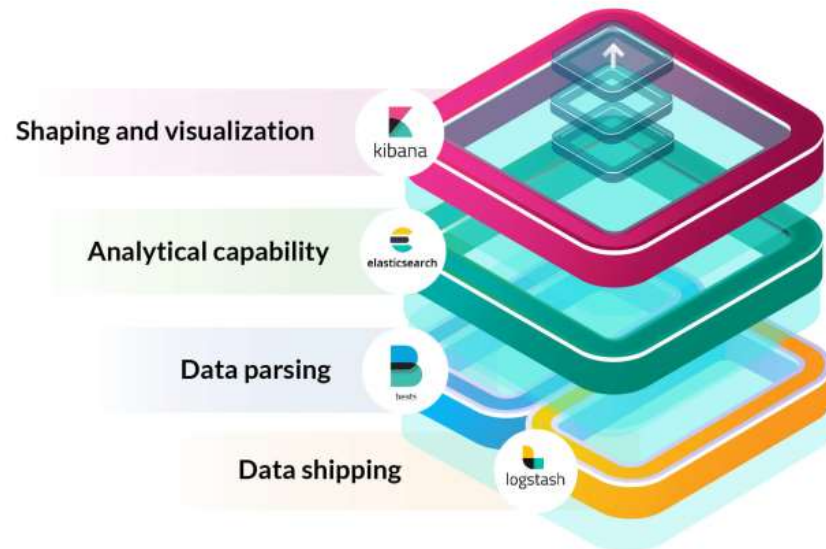 Shaping and visualization
kibana
Analytical capability
elasticsearch
Data parsing
beats
Data shipping
logstash